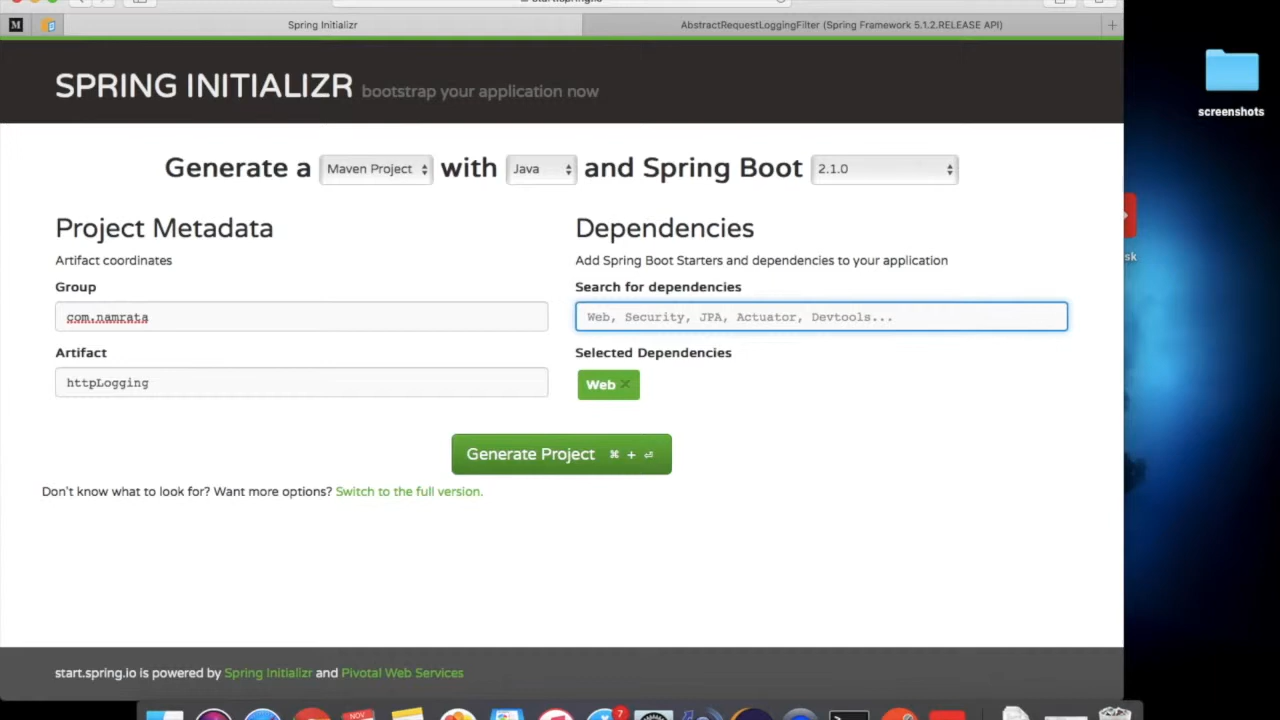 M
Spring Initializr
AbstractRequestLoggingFilter (Spring Framework 5.1.2.RELEASE API)
+
SPRING INITIALIZR bootstrap your application now
screenshots
Generate a Maven Project with Java and Spring Boot 2.1.0
Project Metadata
Artifact coordinates
Group
com.namrata
Artifact
httpLogging
Dependencies
Add Spring Boot Starters and dependencies to your application
Search for dependencies
Web, Security, JPA, Actuator, Devtools...
Selected Dependencies
Web ×
sk
Generate Project ⌘ + ⏎
Don't know what to look for? Want more options? Switch to the full version.
start.spring.io is powered by Spring Initializr and Pivotal Web Services
NOV
7